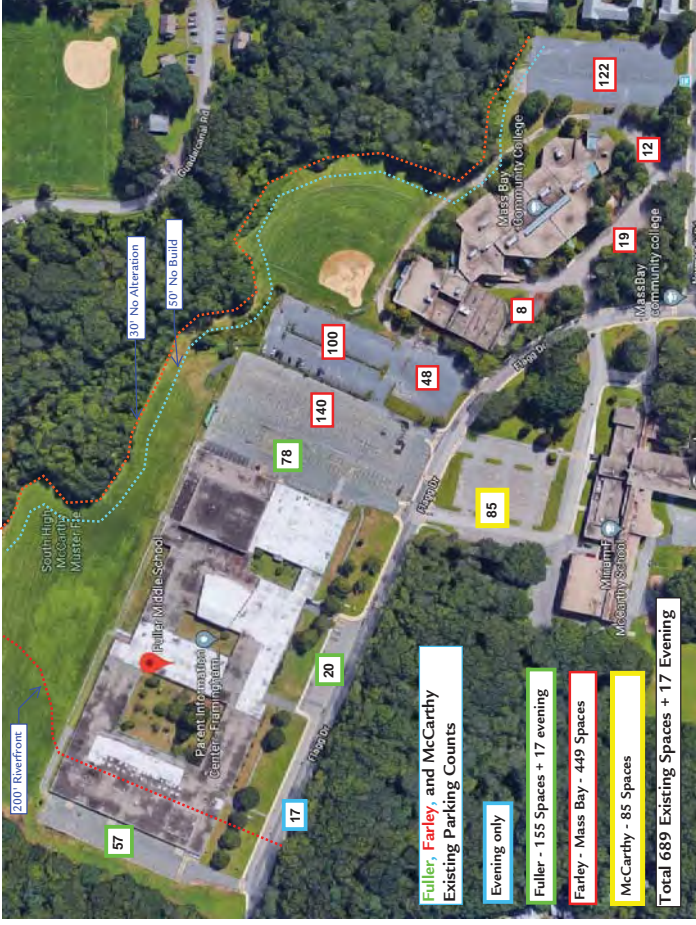 Guadalcanal Rd
30' No Alteration
50' No Build
200' Riverfront
South High
McCarthy
Muster Fie
Fuller Middle School
Parent Information
Center - Framingham
Mass Bay
Community College
MassBay
community college
Miriam F
McCarthy School
Flagg Dr
Flagg Dr
Flagg Dr
122
12
19
8
100
48
140
78
85
20
17
57
Fuller, Farley, and McCarthy
Existing Parking Counts
Evening only
Fuller - 155 Spaces + 17 evening
Farley - Mass Bay - 449 Spaces
McCarthy - 85 Spaces
Total 689 Existing Spaces + 17 Evening